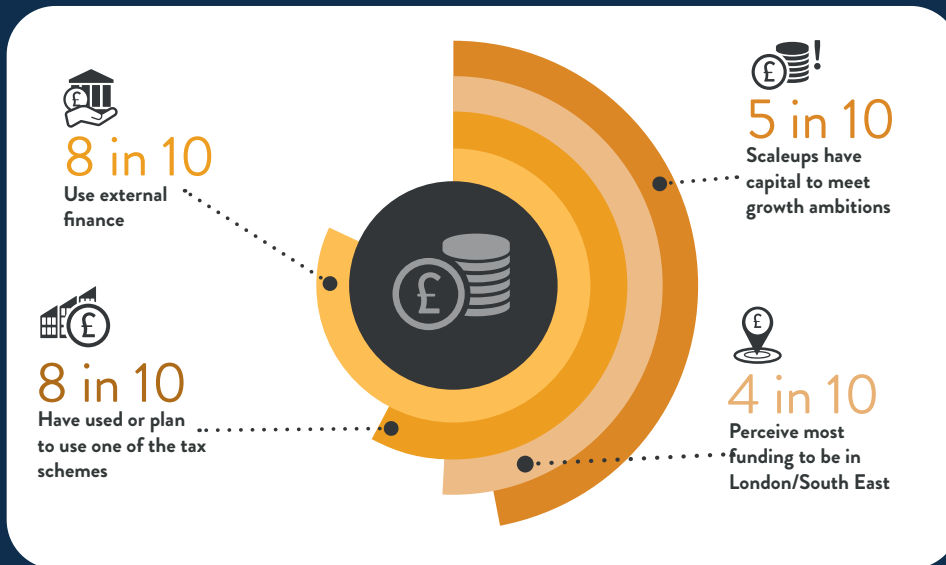 8 in 10
Use external
finance
8 in 10
Have used or plan
to use one of the tax
schemes
£
5 in 10
Scaleups have
capital to meet
growth ambitions
4 in 10
Perceive most
funding to be in
London/South East